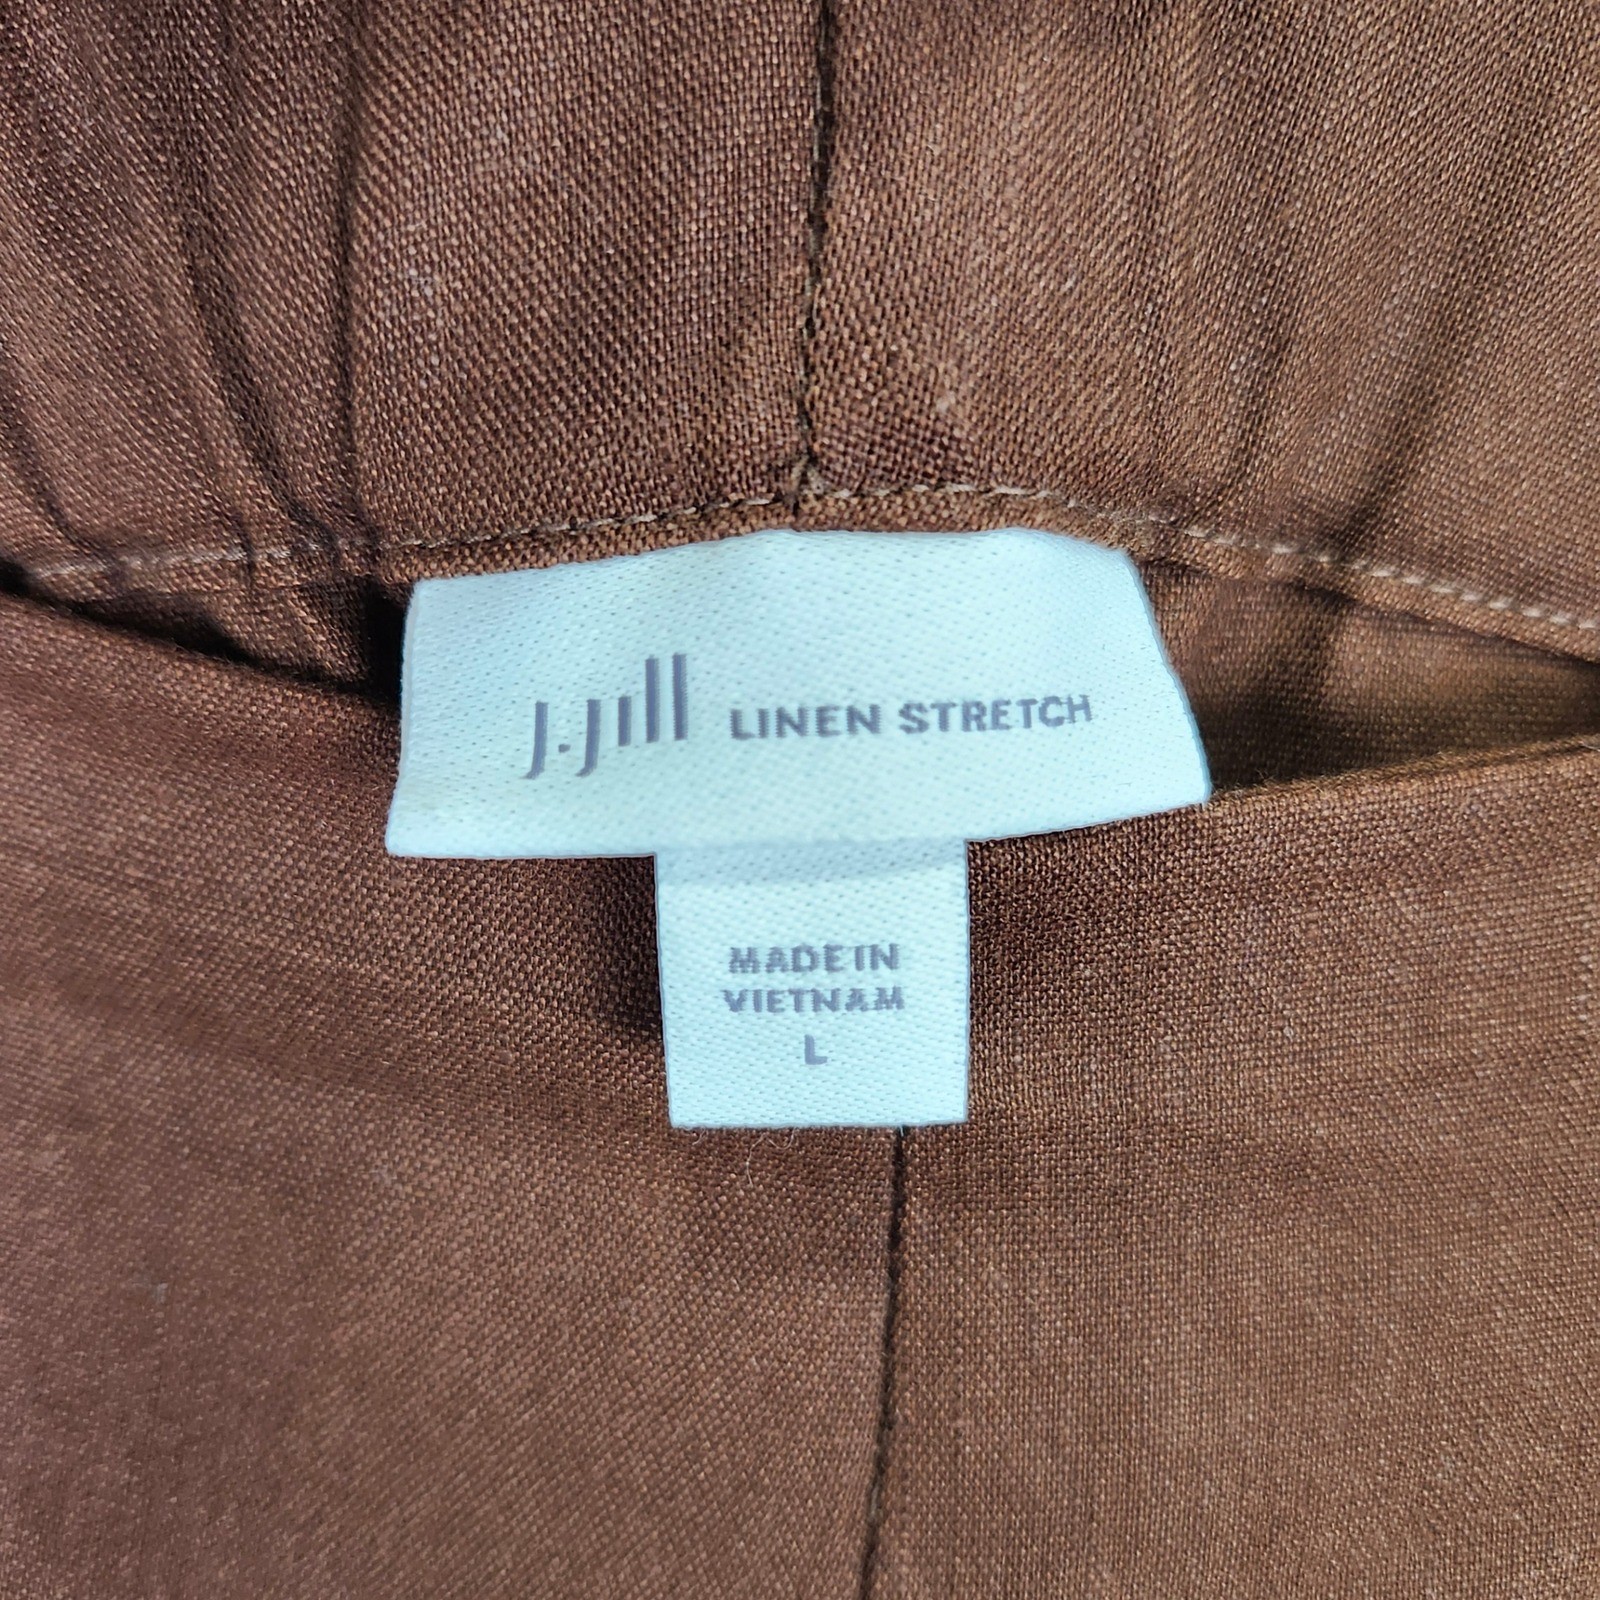 J.Jill LINEN STRETCH
MADE IN
VIETNAM
L